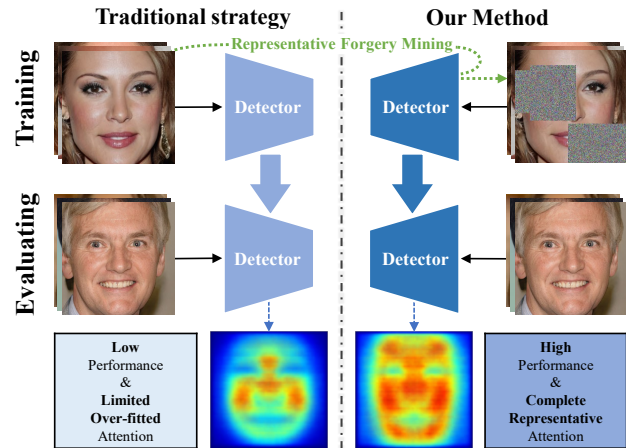 Traditional strategy
Our Method
Representative Forgery Mining
Training
Detector
Detector
Evaluating
Detector
Detector
Low
Performance
&
Limited
Over-fitted
Attention
High
Performance
&
Complete
Representative
Attention